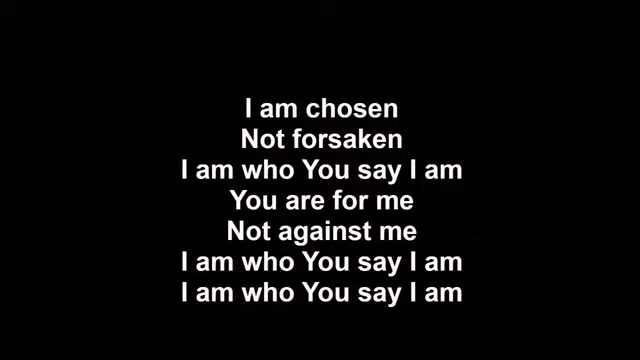 I am chosen
Not forsaken
I am who You say I am
You are for me
Not against me
I am who You say I am
I am who You say I am